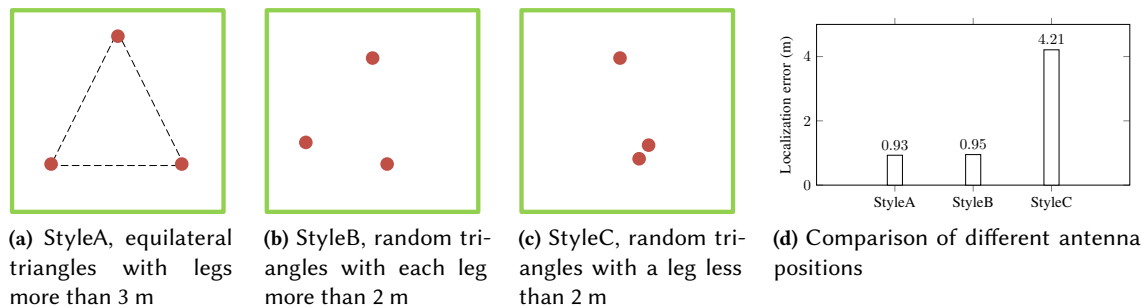 (a) StyleA, equilateral
triangles with legs
more than 3 m
(b) StyleB, random tri-
angles with each leg
more than 2 m
(c) StyleC, random tri-
angles with a leg less
than 2 m
Localization error (m)
4
2
0
0.93
0.95
4.21
StyleA
StyleB
StyleC
(d) Comparison of different antenna
positions